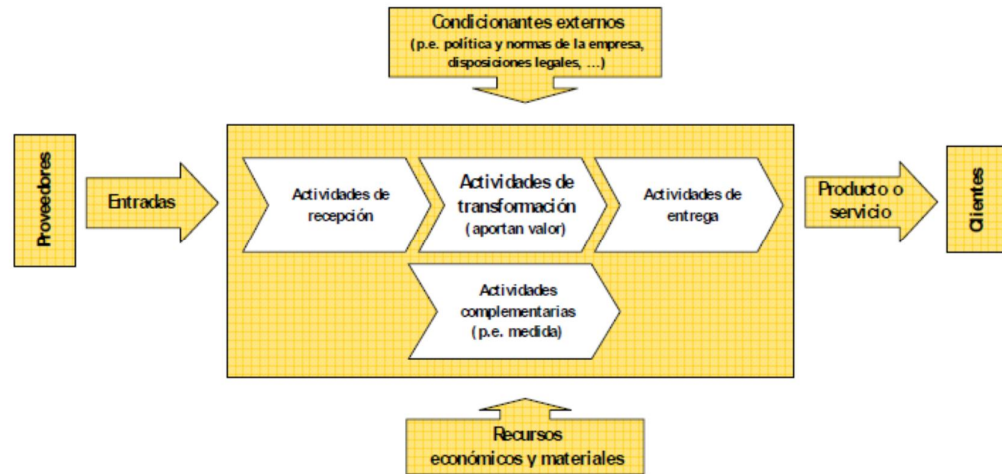 Condicionantes externos
(p.e. política y normas de la empresa,
disposiciones legales, ...)
Proveedores
Entradas
Actividades de
recepción
Actividades de
transformación
(aportan valor)
Actividades de
entrega
Producto o
servicio
Clientes
Actividades
complementarias
(p.e. medida)
Recursos
económicos y materiales